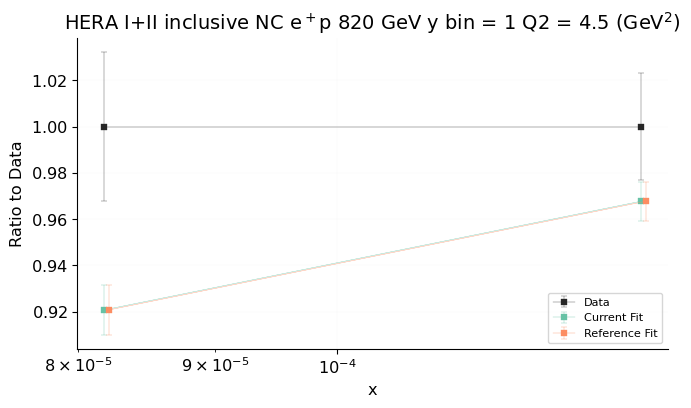 HERA I+II inclusive NC e⁺p 820 GeV y bin = 1 Q2 = 4.5 (GeV²)
Ratio to Data
1.02
1.00
0.98
0.96
0.94
0.92
Data
Current Fit
Reference Fit
8 × 10⁻⁵
9 × 10⁻⁵
10⁻⁴
x